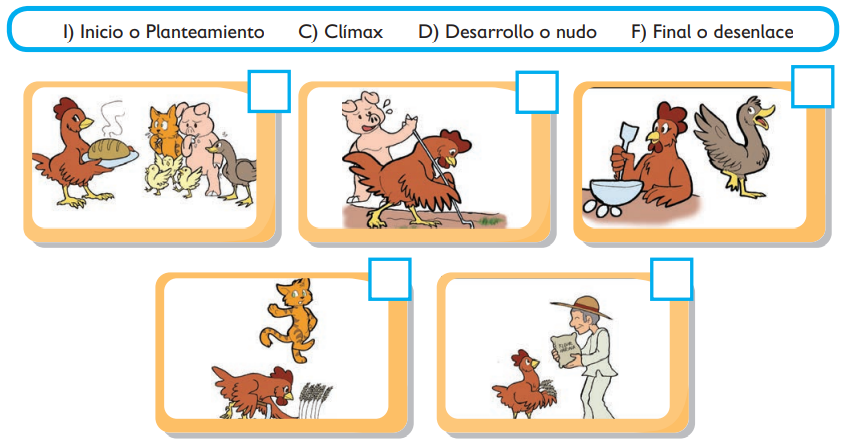 I) Inicio o Planteamiento C) Clímax D) Desarrollo o nudo F) Final o desenlace